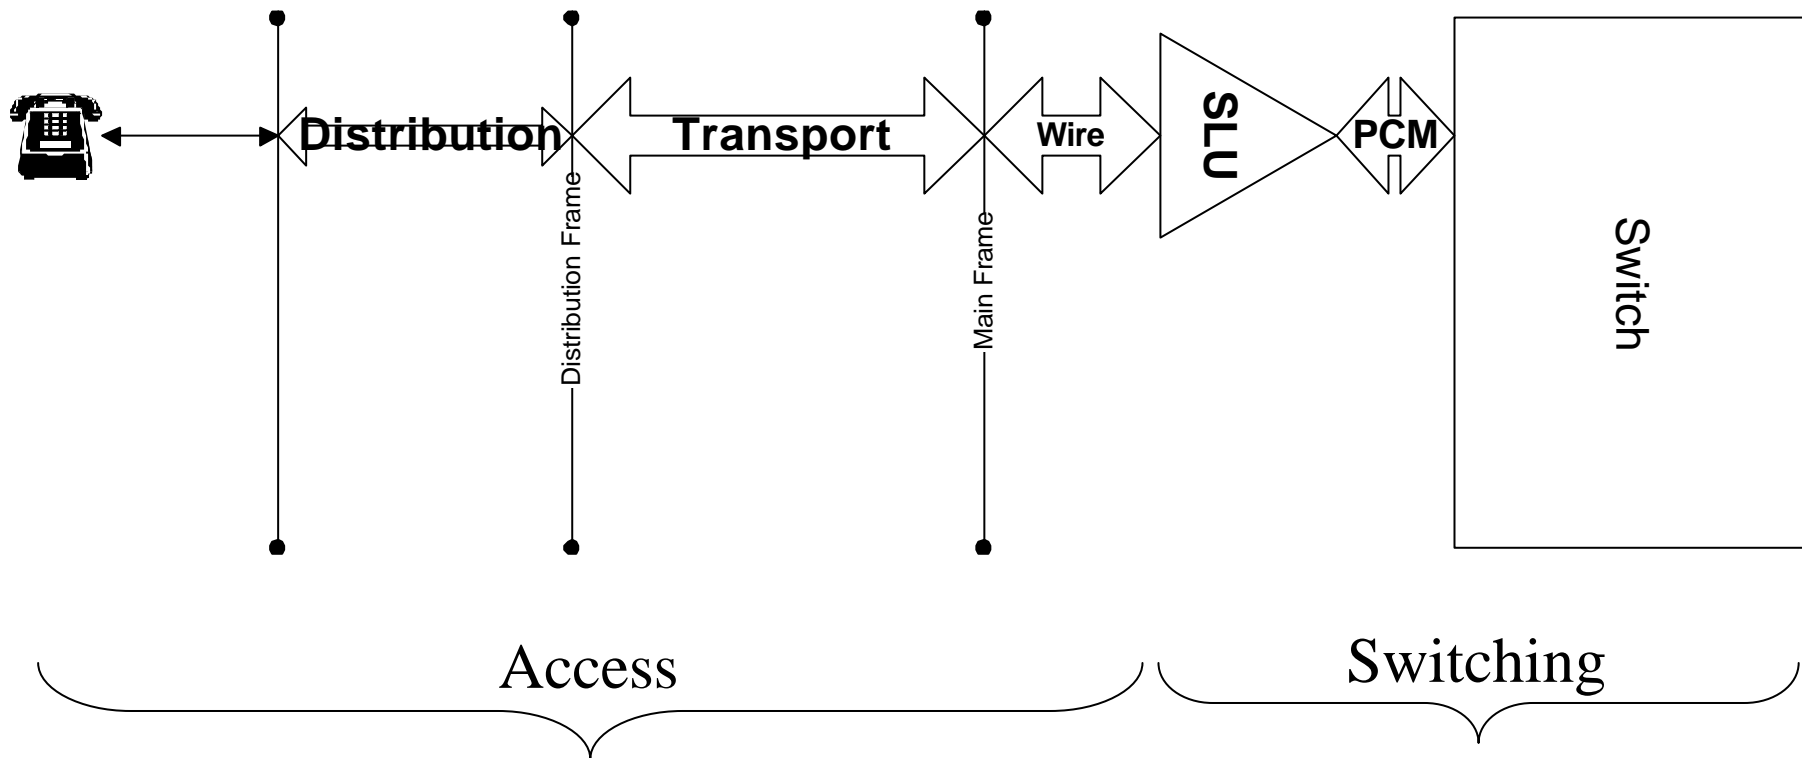 Distribution
Transport
Wire
SLU
PCM
Distribution Frame
Main Frame
Switch
Access
Switching